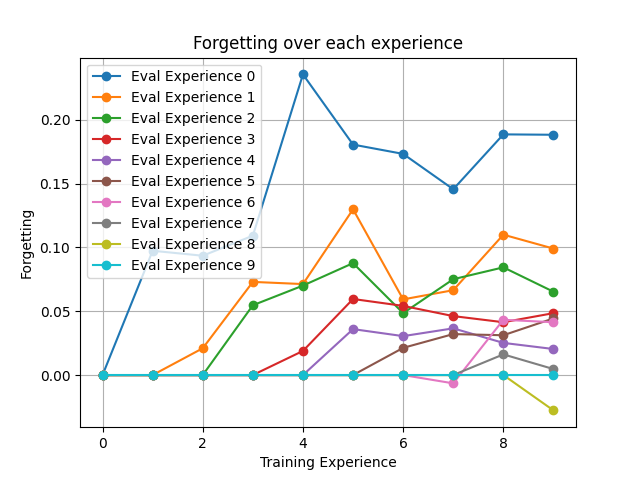 Forgetting over each experience
Eval Experience 0
Eval Experience 1
Eval Experience 2
Eval Experience 3
Eval Experience 4
Eval Experience 5
Eval Experience 6
Eval Experience 7
Eval Experience 8
Eval Experience 9
0.20
0.15
0.10
0.05
0.00
Forgetting
0 2 4 6 8
Training Experience